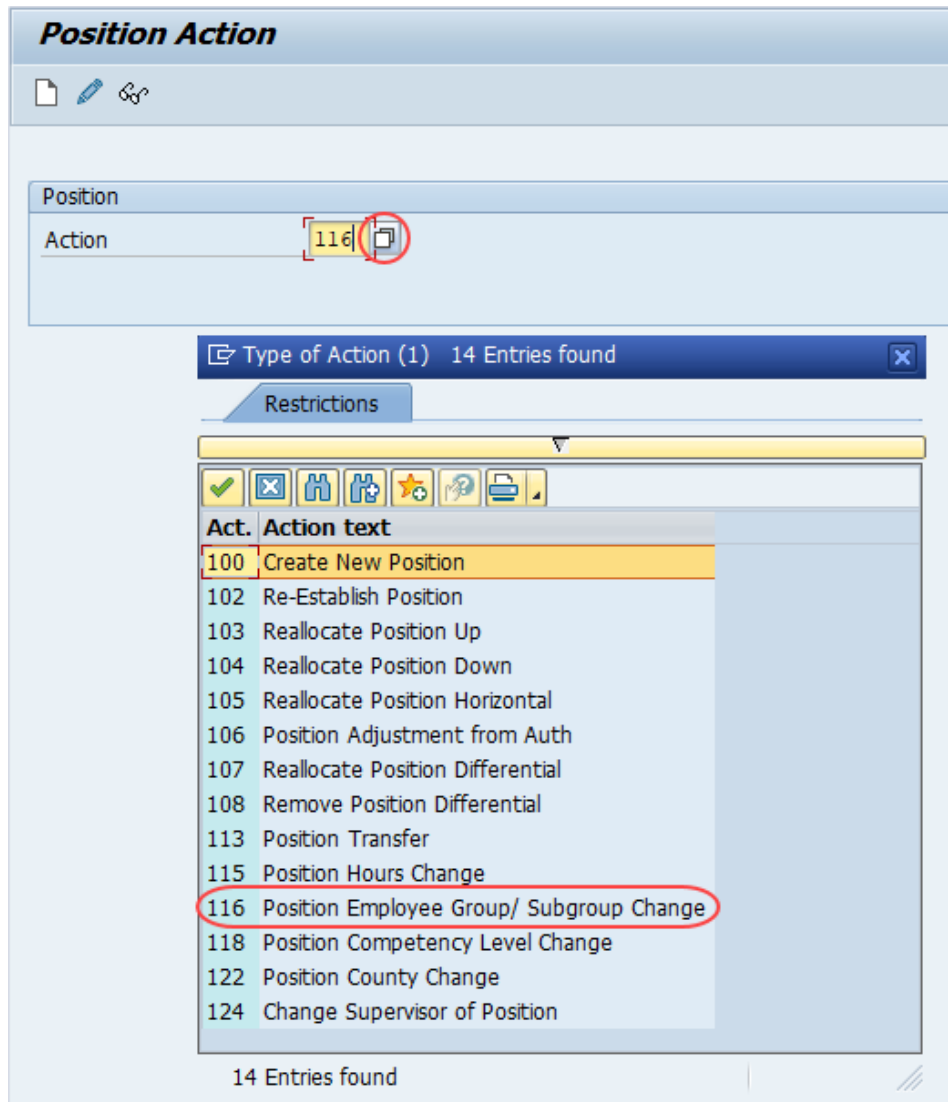 Position Action
Position
Action 116
Type of Action (1) 14 Entries found
Restrictions
Act. Action text
100 Create New Position
102 Re-Establish Position
103 Reallocate Position Up
104 Reallocate Position Down
105 Reallocate Position Horizontal
106 Position Adjustment from Auth
107 Reallocate Position Differential
108 Remove Position Differential
113 Position Transfer
115 Position Hours Change
116 Position Employee Group/ Subgroup Change
118 Position Competency Level Change
122 Position County Change
124 Change Supervisor of Position
14 Entries found